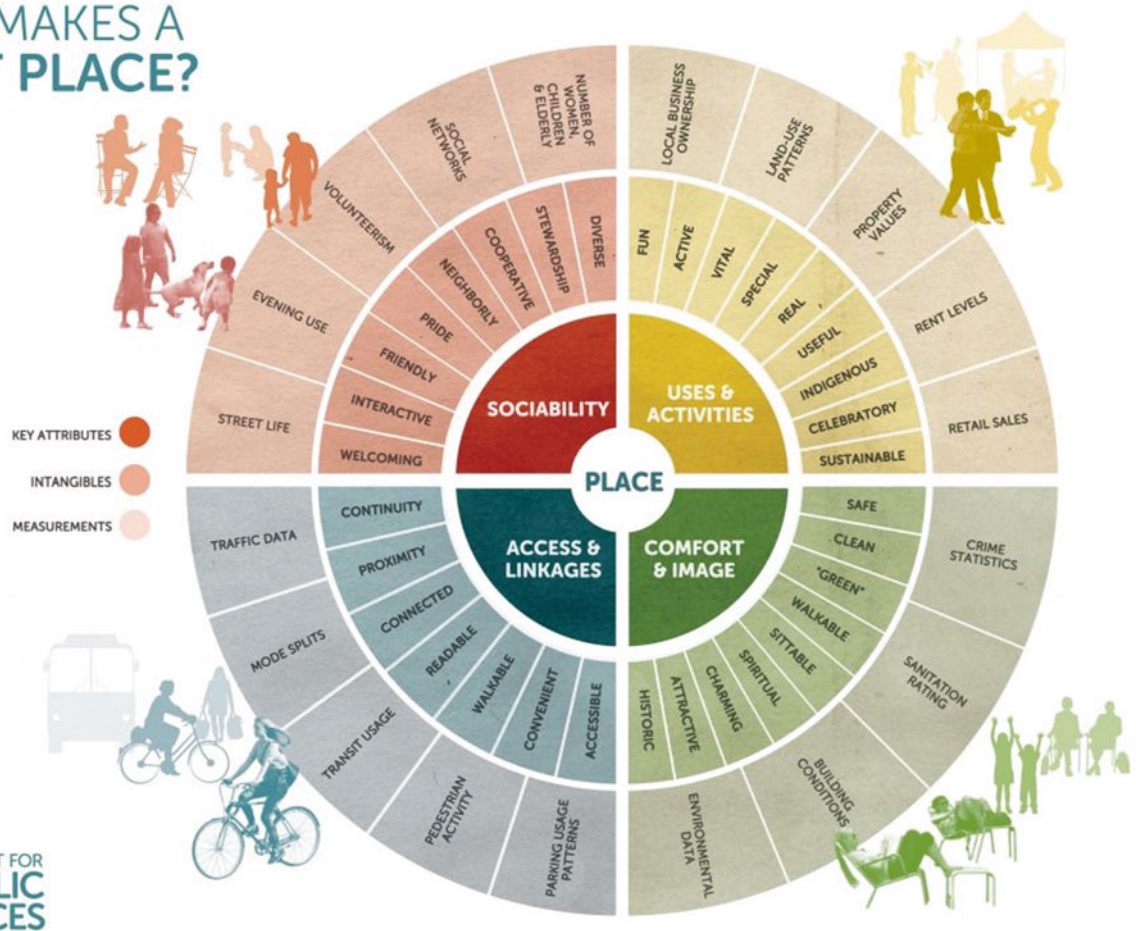 MAKES A
PLACE?
KEY ATTRIBUTES
INTANGIBLES
MEASUREMENTS
PLACE
SOCIABILITY
USES &
ACTIVITIES
ACCESS &
LINKAGES
COMFORT
& IMAGE
WELCOMING
INTERACTIVE
FRIENDLY
PRIDE
NEIGHBORLY
COOPERATIVE
STEWARDSHIP
DIVERSE
FUN
ACTIVE
VITAL
SPECIAL
REAL
USEFUL
INDIGENOUS
CELEBRATORY
SUSTAINABLE
SAFE
CLEAN
"GREEN"
WALKABLE
SITTABLE
SPIRITUAL
CHARMING
ATTRACTIVE
HISTORIC
ACCESSIBLE
CONVENIENT
WALKABLE
READABLE
CONNECTED
PROXIMITY
CONTINUITY
STREET LIFE
EVENING USE
VOLUNTEERISM
SOCIAL
NETWORKS
NUMBER OF
WOMEN,
CHILDREN
& ELDERLY
LOCAL BUSINESS
OWNERSHIP
LAND-USE
PATTERNS
PROPERTY
VALUES
RENT LEVELS
RETAIL SALES
CRIME
STATISTICS
SANITATION
RATING
BUILDING
CONDITIONS
ENVIRONMENTAL
DATA
PARKING USAGE
PATTERNS
PEDESTRIAN
ACTIVITY
TRANSIT USAGE
MODE SPLITS
TRAFFIC DATA
T FOR
LIC
CES